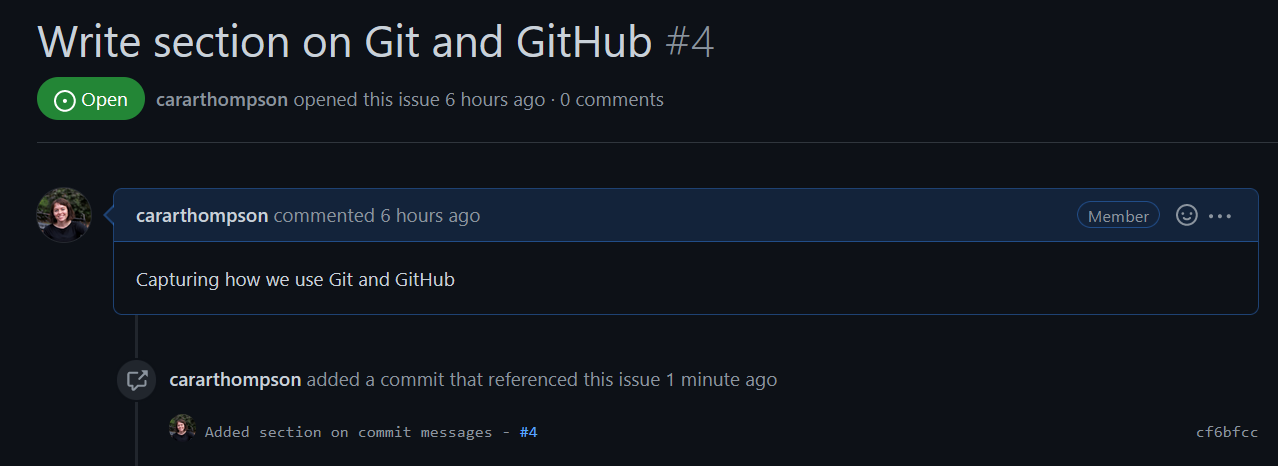 Write section on Git and GitHub #4
Open cararthompson opened this issue 6 hours ago · 0 comments
cararthompson commented 6 hours ago Member
Capturing how we use Git and GitHub
cararthompson added a commit that referenced this issue 1 minute ago
Added section on commit messages - #4 cf6bfcc